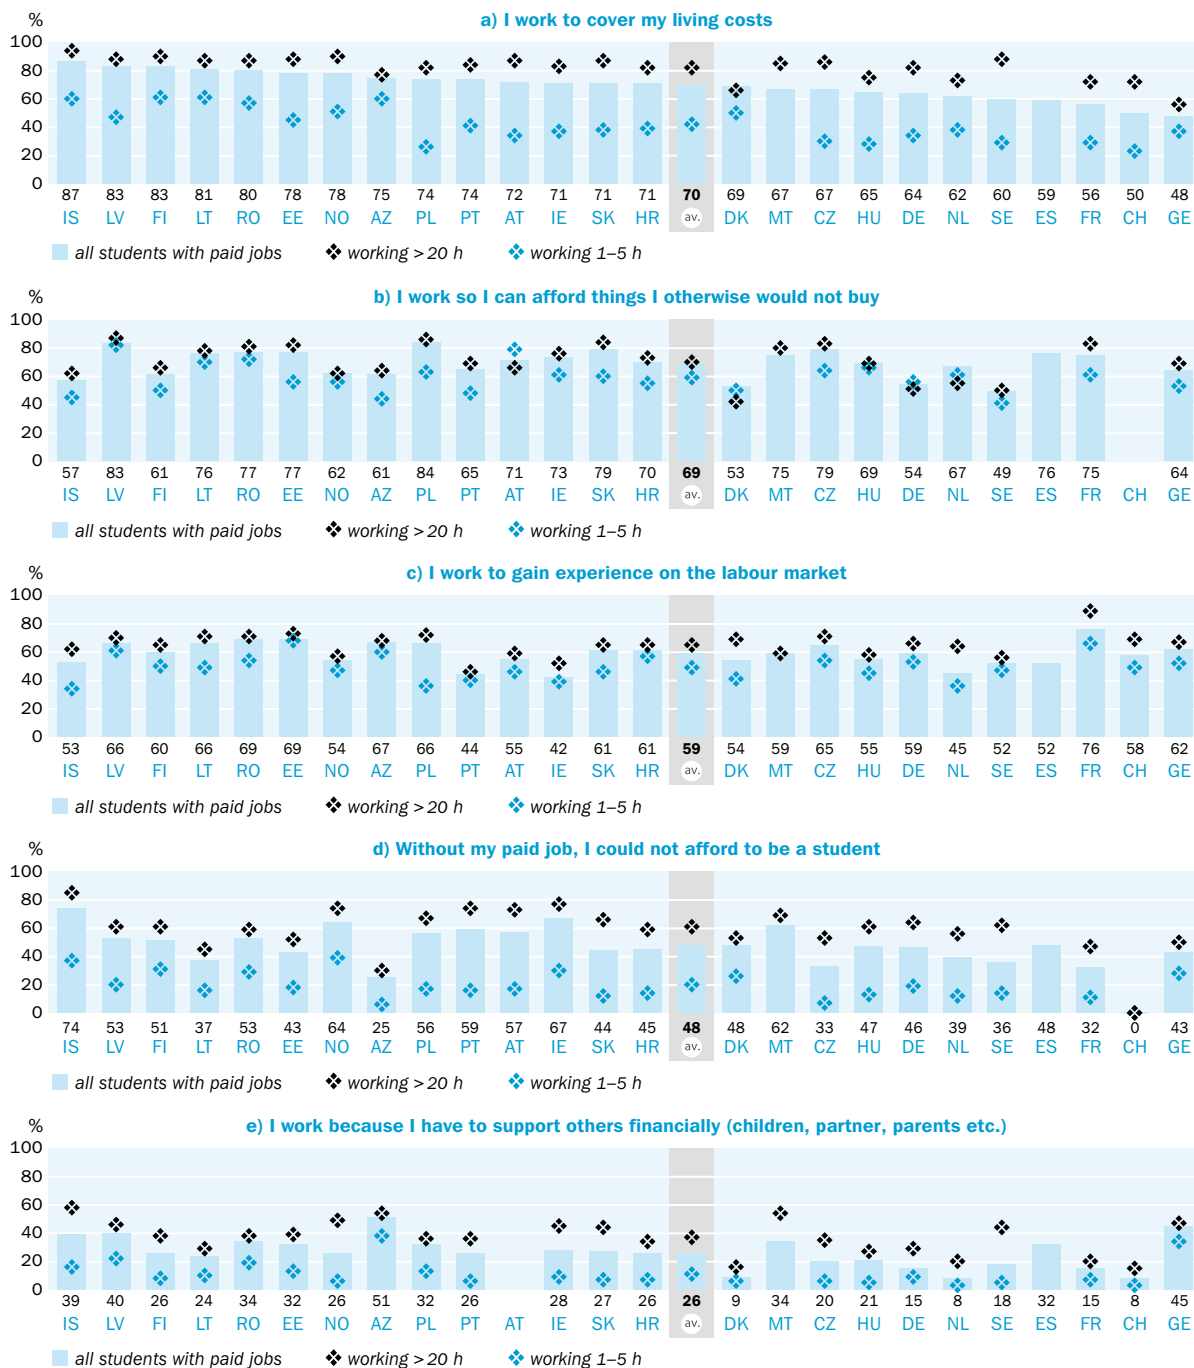 % a) I work to cover my living costs
100
80
60
40
20
0
87 83 83 81 80 78 78 75 74 74 72 71 71 71 70 69 67 67 65 64 62 60 59 56 50 48
IS LV FI LT RO EE NO AZ PL PT AT IE SK HR av. DK MT CZ HU DE NL SE ES FR CH GE
all students with paid jobs working > 20 h working 1–5 h
% b) I work so I can afford things I otherwise would not buy
100
80
60
40
20
0
57 83 61 76 77 77 62 61 84 65 71 73 79 70 69 53 75 79 69 54 67 49 76 75 64
IS LV FI LT RO EE NO AZ PL PT AT IE SK HR av. DK MT CZ HU DE NL SE ES FR CH GE
all students with paid jobs working > 20 h working 1–5 h
% c) I work to gain experience on the labour market
100
80
60
40
20
0
53 66 60 66 69 69 54 67 66 44 55 42 61 61 59 54 59 65 55 59 45 52 52 76 58 62
IS LV FI LT RO EE NO AZ PL PT AT IE SK HR av. DK MT CZ HU DE NL SE ES FR CH GE
all students with paid jobs working > 20 h working 1–5 h
% d) Without my paid job, I could not afford to be a student
100
80
60
40
20
0
74 53 51 37 53 43 64 25 56 59 57 67 44 45 48 48 62 33 47 46 39 36 48 32 0 43
IS LV FI LT RO EE NO AZ PL PT AT IE SK HR av. DK MT CZ HU DE NL SE ES FR CH GE
all students with paid jobs working > 20 h working 1–5 h
% e) I work because I have to support others financially (children, partner, parents etc.)
100
80
60
40
20
0
39 40 26 24 34 32 26 51 32 26 28 27 26 26 9 34 20 21 15 8 18 32 15 8 45
IS LV FI LT RO EE NO AZ PL PT AT IE SK HR av. DK MT CZ HU DE NL SE ES FR CH GE
all students with paid jobs working > 20 h working 1–5 h